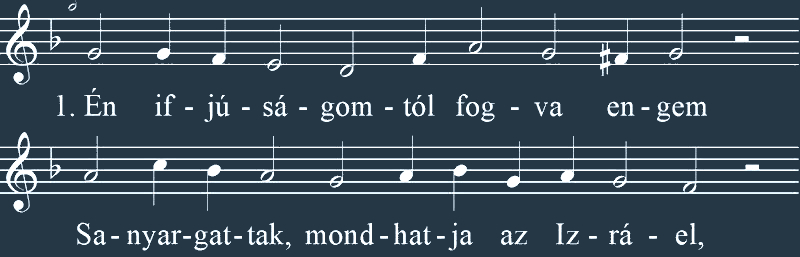 1. Én if - jú - sá - gom - tól fog - va en - gem
Sa - nyar - gat - tak, mond - hat - ja az Iz - rá - el,